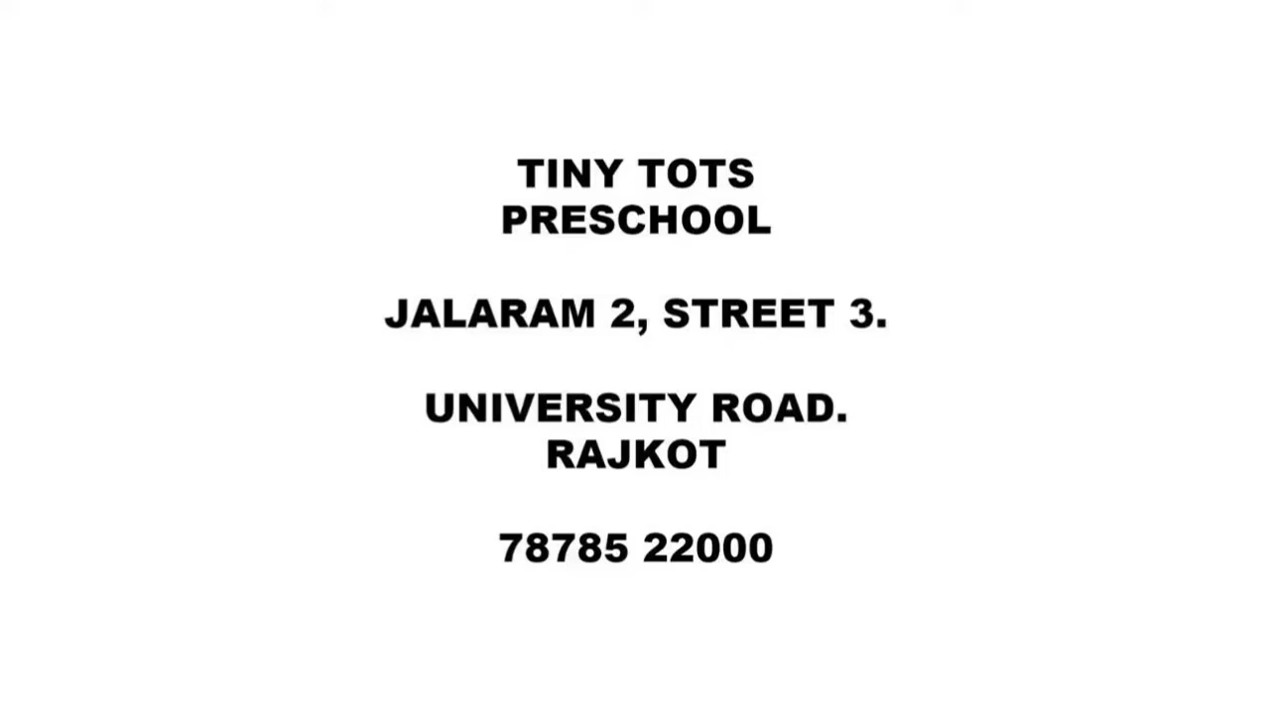 TINY TOTS
PRESCHOOL
JALARAM 2, STREET 3.
UNIVERSITY ROAD.
RAJKOT
78785 22000